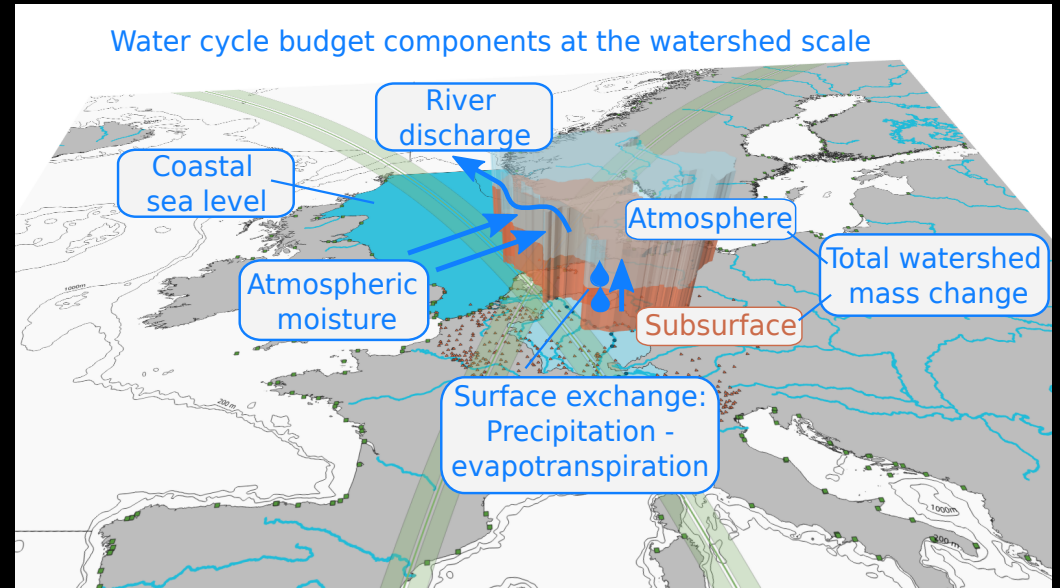 Water cycle budget components at the watershed scale
River
discharge
Coastal
sea level
Atmosphere
Total watershed
mass change
Atmospheric
moisture
Subsurface
Surface exchange:
Precipitation -
evapotranspiration
1000m
200 m
1000m
200 m